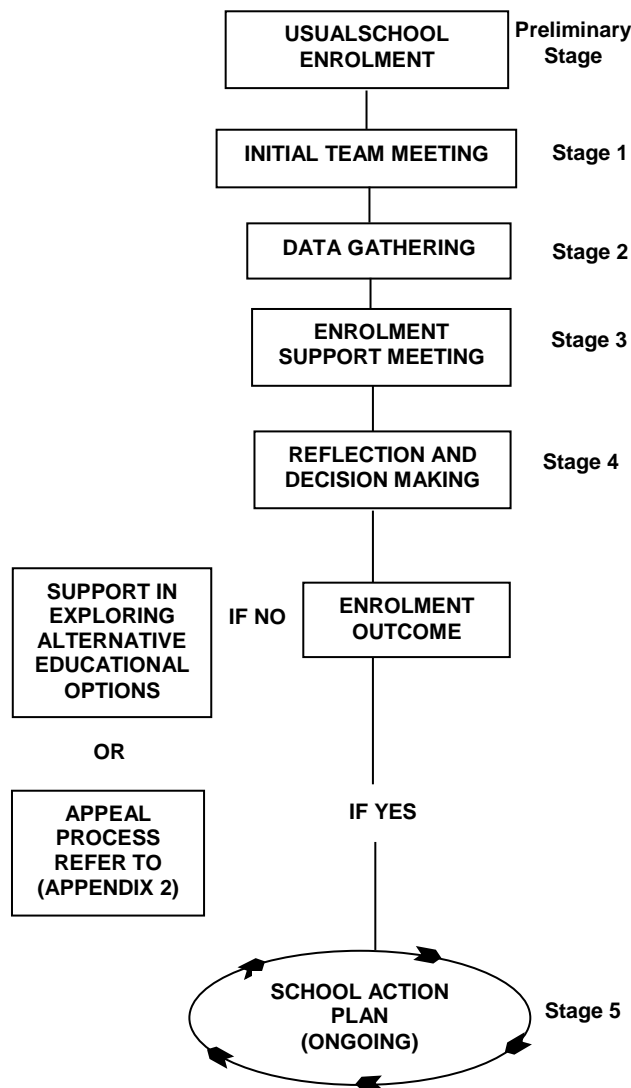 USUALSCHOOL
ENROLMENT
Preliminary
Stage
INITIAL TEAM MEETING
Stage 1
DATA GATHERING
Stage 2
ENROLMENT
SUPPORT MEETING
Stage 3
REFLECTION AND
DECISION MAKING
Stage 4
SUPPORT IN
EXPLORING
ALTERNATIVE
EDUCATIONAL
OPTIONS
IF NO
ENROLMENT
OUTCOME
OR
APPEAL
PROCESS
REFER TO
(APPENDIX 2)
IF YES
SCHOOL ACTION
PLAN
(ONGOING)
Stage 5